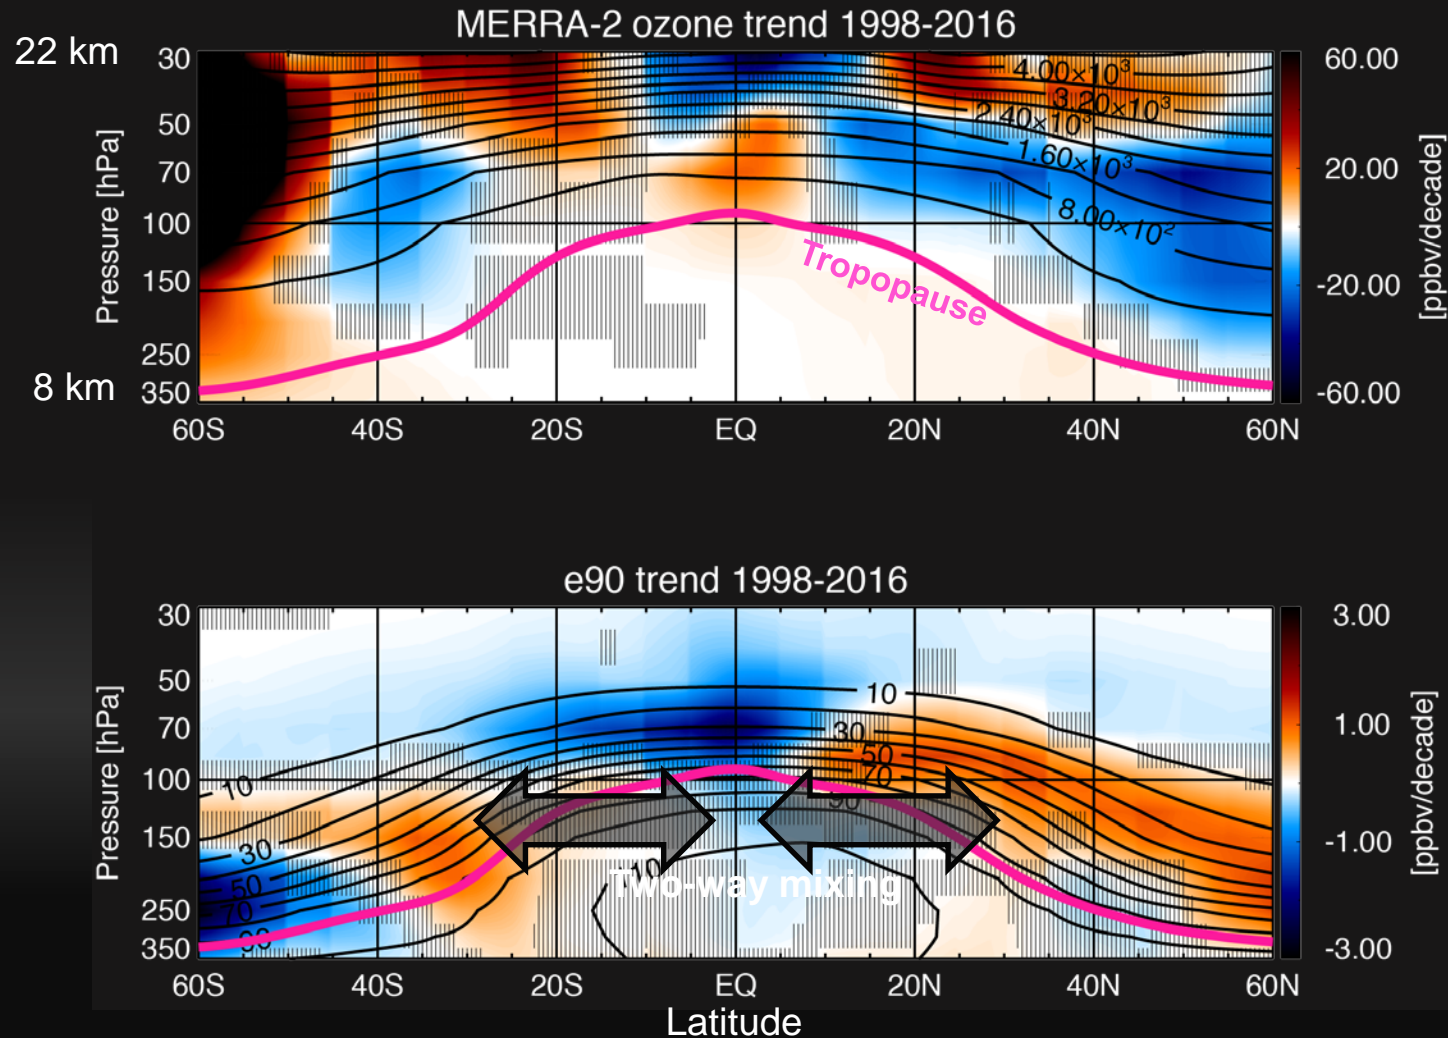 MERRA-2 ozone trend 1998-2016
22 km
8 km
Pressure [hPa]
30
50
70
100
150
250
350
4.00×10³
3.20×10³
2.40×10³
1.60×10³
8.00×10²
Tropopause
60S 40S 20S EQ 20N 40N 60N
60.00
20.00
-20.00
-60.00
[ppbv/decade]
e90 trend 1998-2016
Pressure [hPa]
30
50
70
100
150
250
350
10
30
50
70
90
10
30
50
70
90
10
Two-way mixing
60S 40S 20S EQ 20N 40N 60N
Latitude
3.00
1.00
-1.00
-3.00
[ppbv/decade]